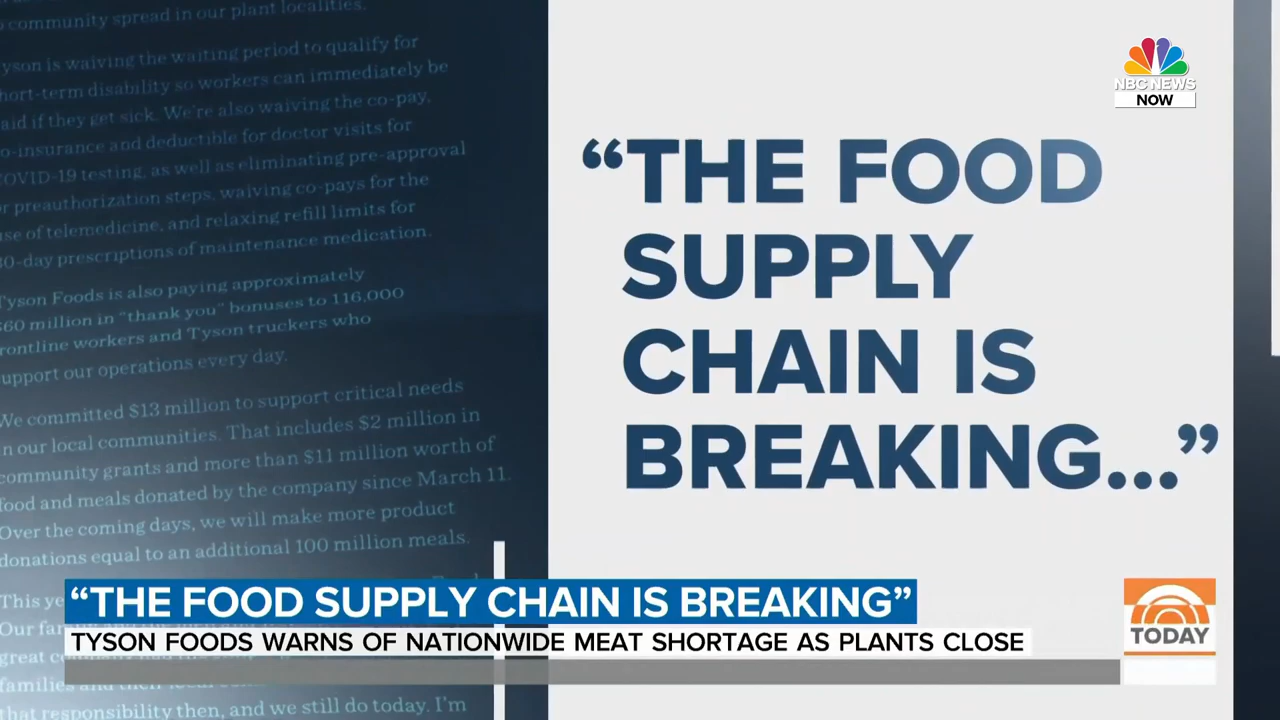 community spread in our plant localities.
yson is waiving the waiting period to qualify for
hort-term disability so workers can immediately be
aid if they get sick. We're also waiving the co-pay,
o-insurance and deductible for doctor visits for
OVID-19 testing, as well as eliminating pre-approval
r preauthorization steps, waiving co-pays for the
se of telemedicine, and relaxing refill limits for
0-day prescriptions of maintenance medication.
Tyson Foods is also paying approximately
$60 million in "thank you" bonuses to 116,000
rontline workers and Tyson truckers who
upport our operations every day.
We committed $13 million to support critical needs
in our local communities. That includes $2 million in
community grants and more than $11 million worth of
food and meals donated by the company since March 11.
Over the coming days, we will make more product
donations equal to an additional 100 million meals.
This ye
Our
great
families and their local
that responsibility then, and we still do today. I'm
NBC NEWS
NOW
“THE FOOD
SUPPLY
CHAIN IS
BREAKING...”
“THE FOOD SUPPLY CHAIN IS BREAKING”
TYSON FOODS WARNS OF NATIONWIDE MEAT SHORTAGE AS PLANTS CLOSE
TODAY